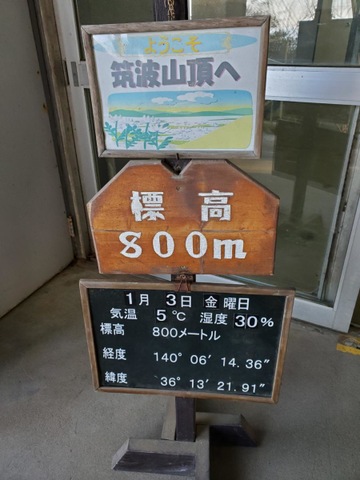 ようこそ
筑波山頂へ
標高
800m
1月 3日 金曜日
気温 5℃ 湿度 30%
標高 800メートル
経度 140° 06' 14.36"
緯度 36° 13' 21.91"